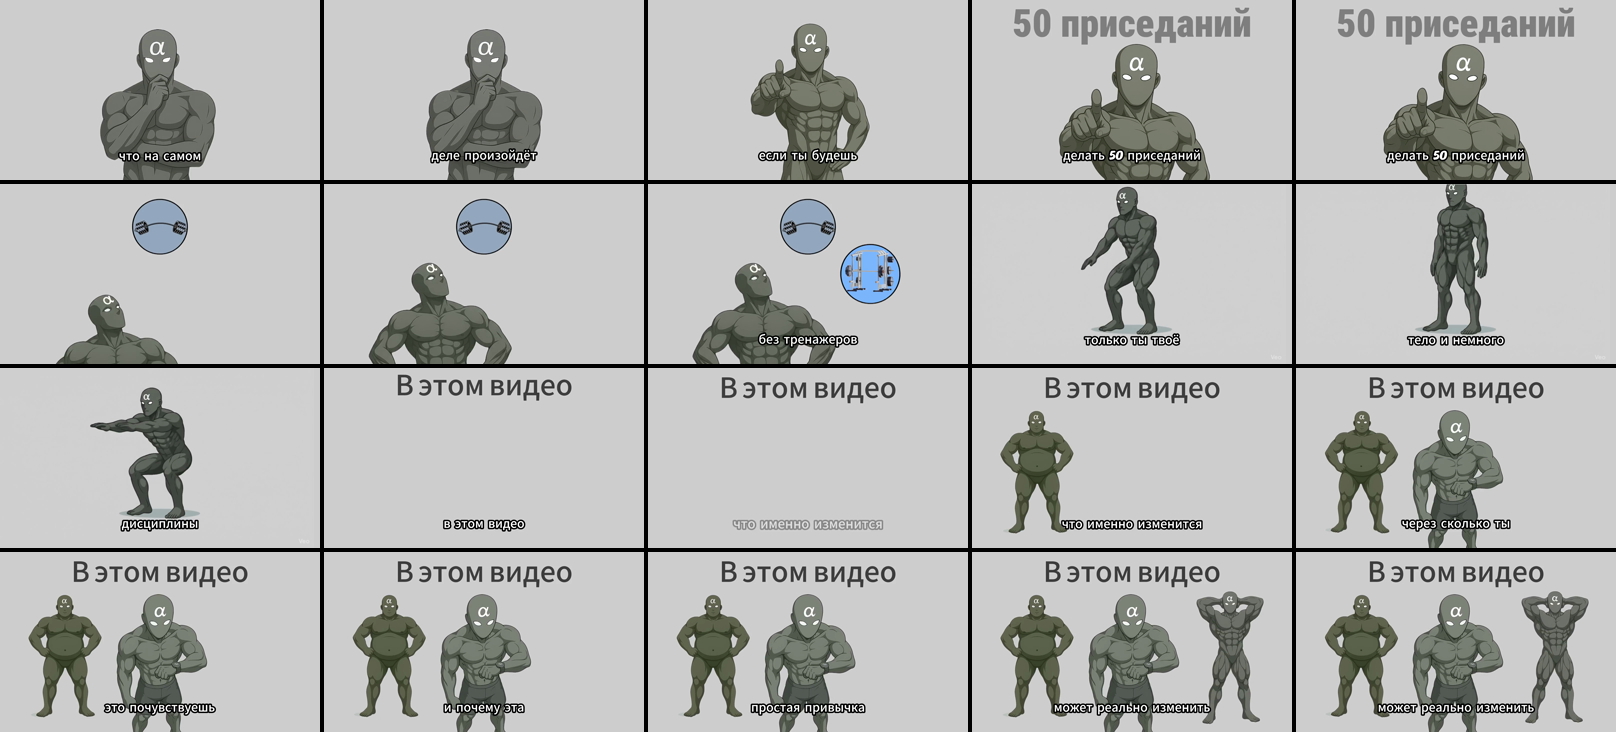 α
что на самом
α
деле произойдёт
α
если ты будешь
50 приседаний
α
делать 50 приседаний
50 приседаний
α
делать 50 приседаний
α
α
α
без тренажеров
α
только ты твоё
α
тело и немного
α
дисциплины
В этом видео
в этом видео
В этом видео
что именно изменится
В этом видео
α
что именно изменится
В этом видео
α
α
через сколько ты
В этом видео
α
α
это почувствуешь
В этом видео
α
α
и почему эта
В этом видео
α
α
простая привычка
В этом видео
α
α
α
может реально изменить
В этом видео
α
α
α
может реально изменить